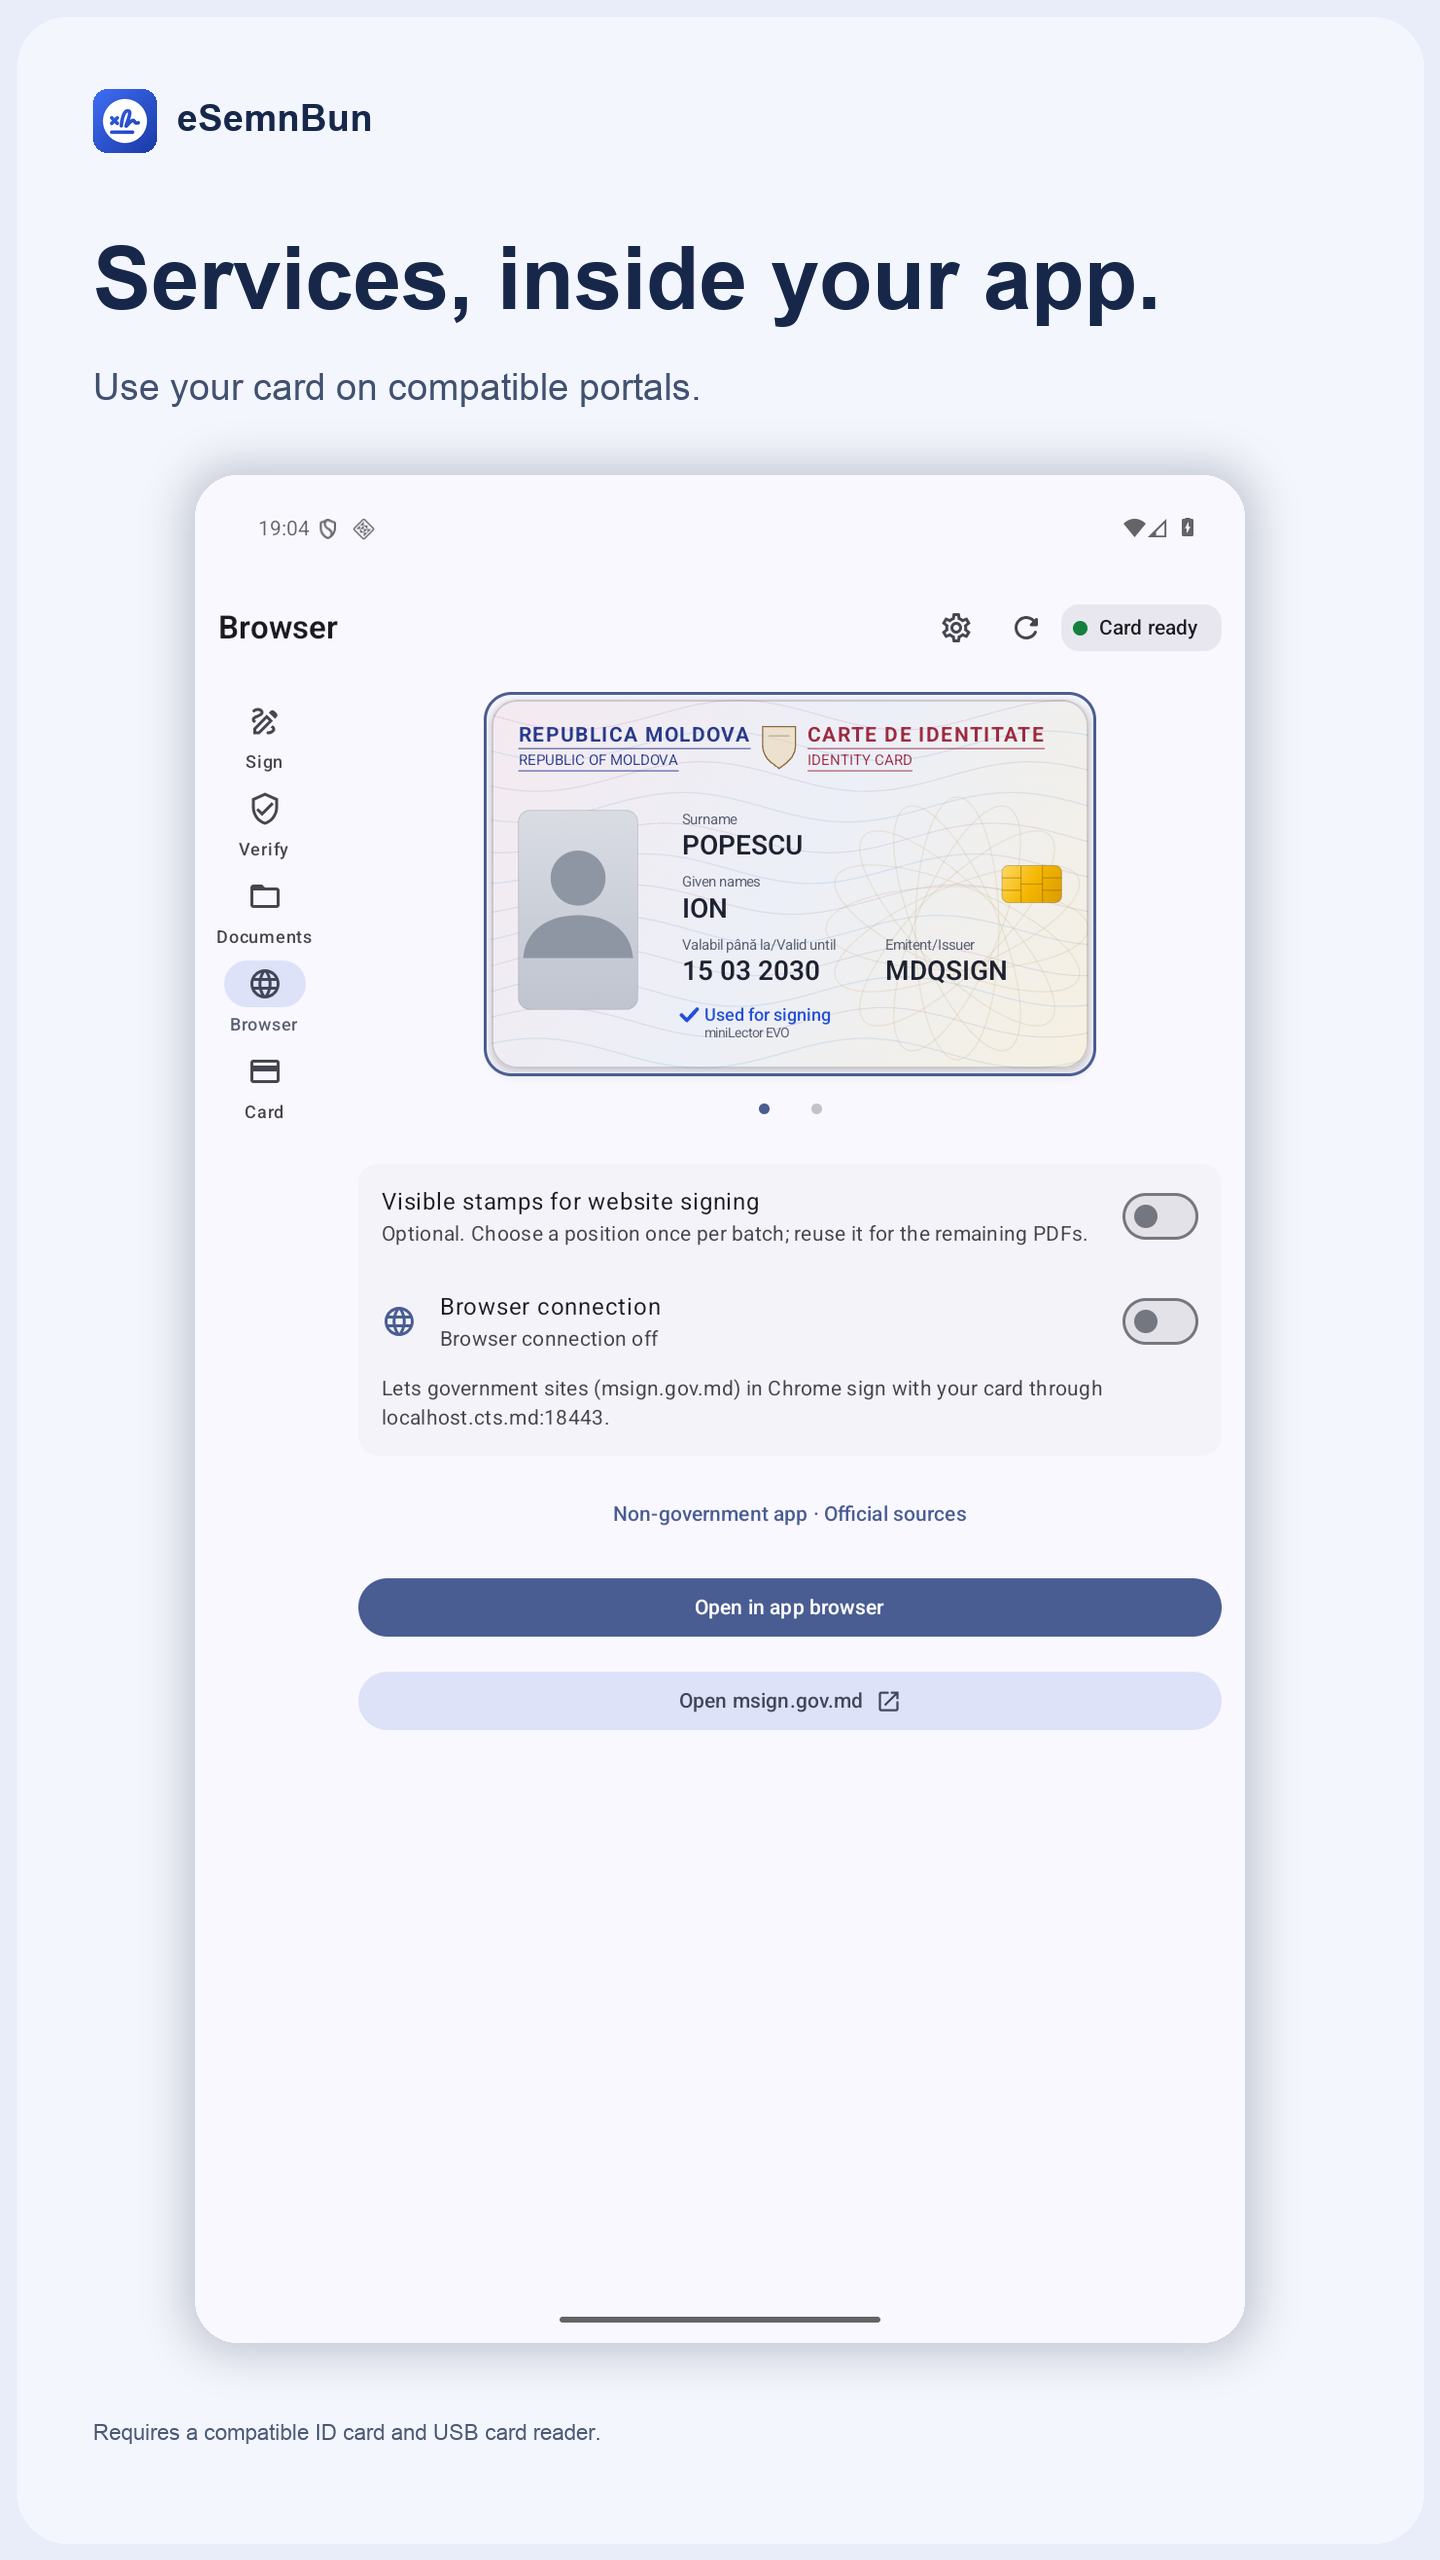 eSemnBun
Services, inside your app.
Use your card on compatible portals.
19:04
Browser
Card ready
Sign
Verify
Documents
Browser
Card
REPUBLICA MOLDOVA
REPUBLIC OF MOLDOVA
CARTE DE IDENTITATE
IDENTITY CARD
Surname
POPESCU
Given names
ION
Valabil până la/Valid until
15 03 2030
Emitent/Issuer
MDQSIGN
Used for signing
miniLector EVO
Visible stamps for website signing
Optional. Choose a position once per batch; reuse it for the remaining PDFs.
Browser connection
Browser connection off
Lets government sites (msign.gov.md) in Chrome sign with your card through
localhost.cts.md:18443.
Non-government app · Official sources
Open in app browser
Open msign.gov.md
Requires a compatible ID card and USB card reader.